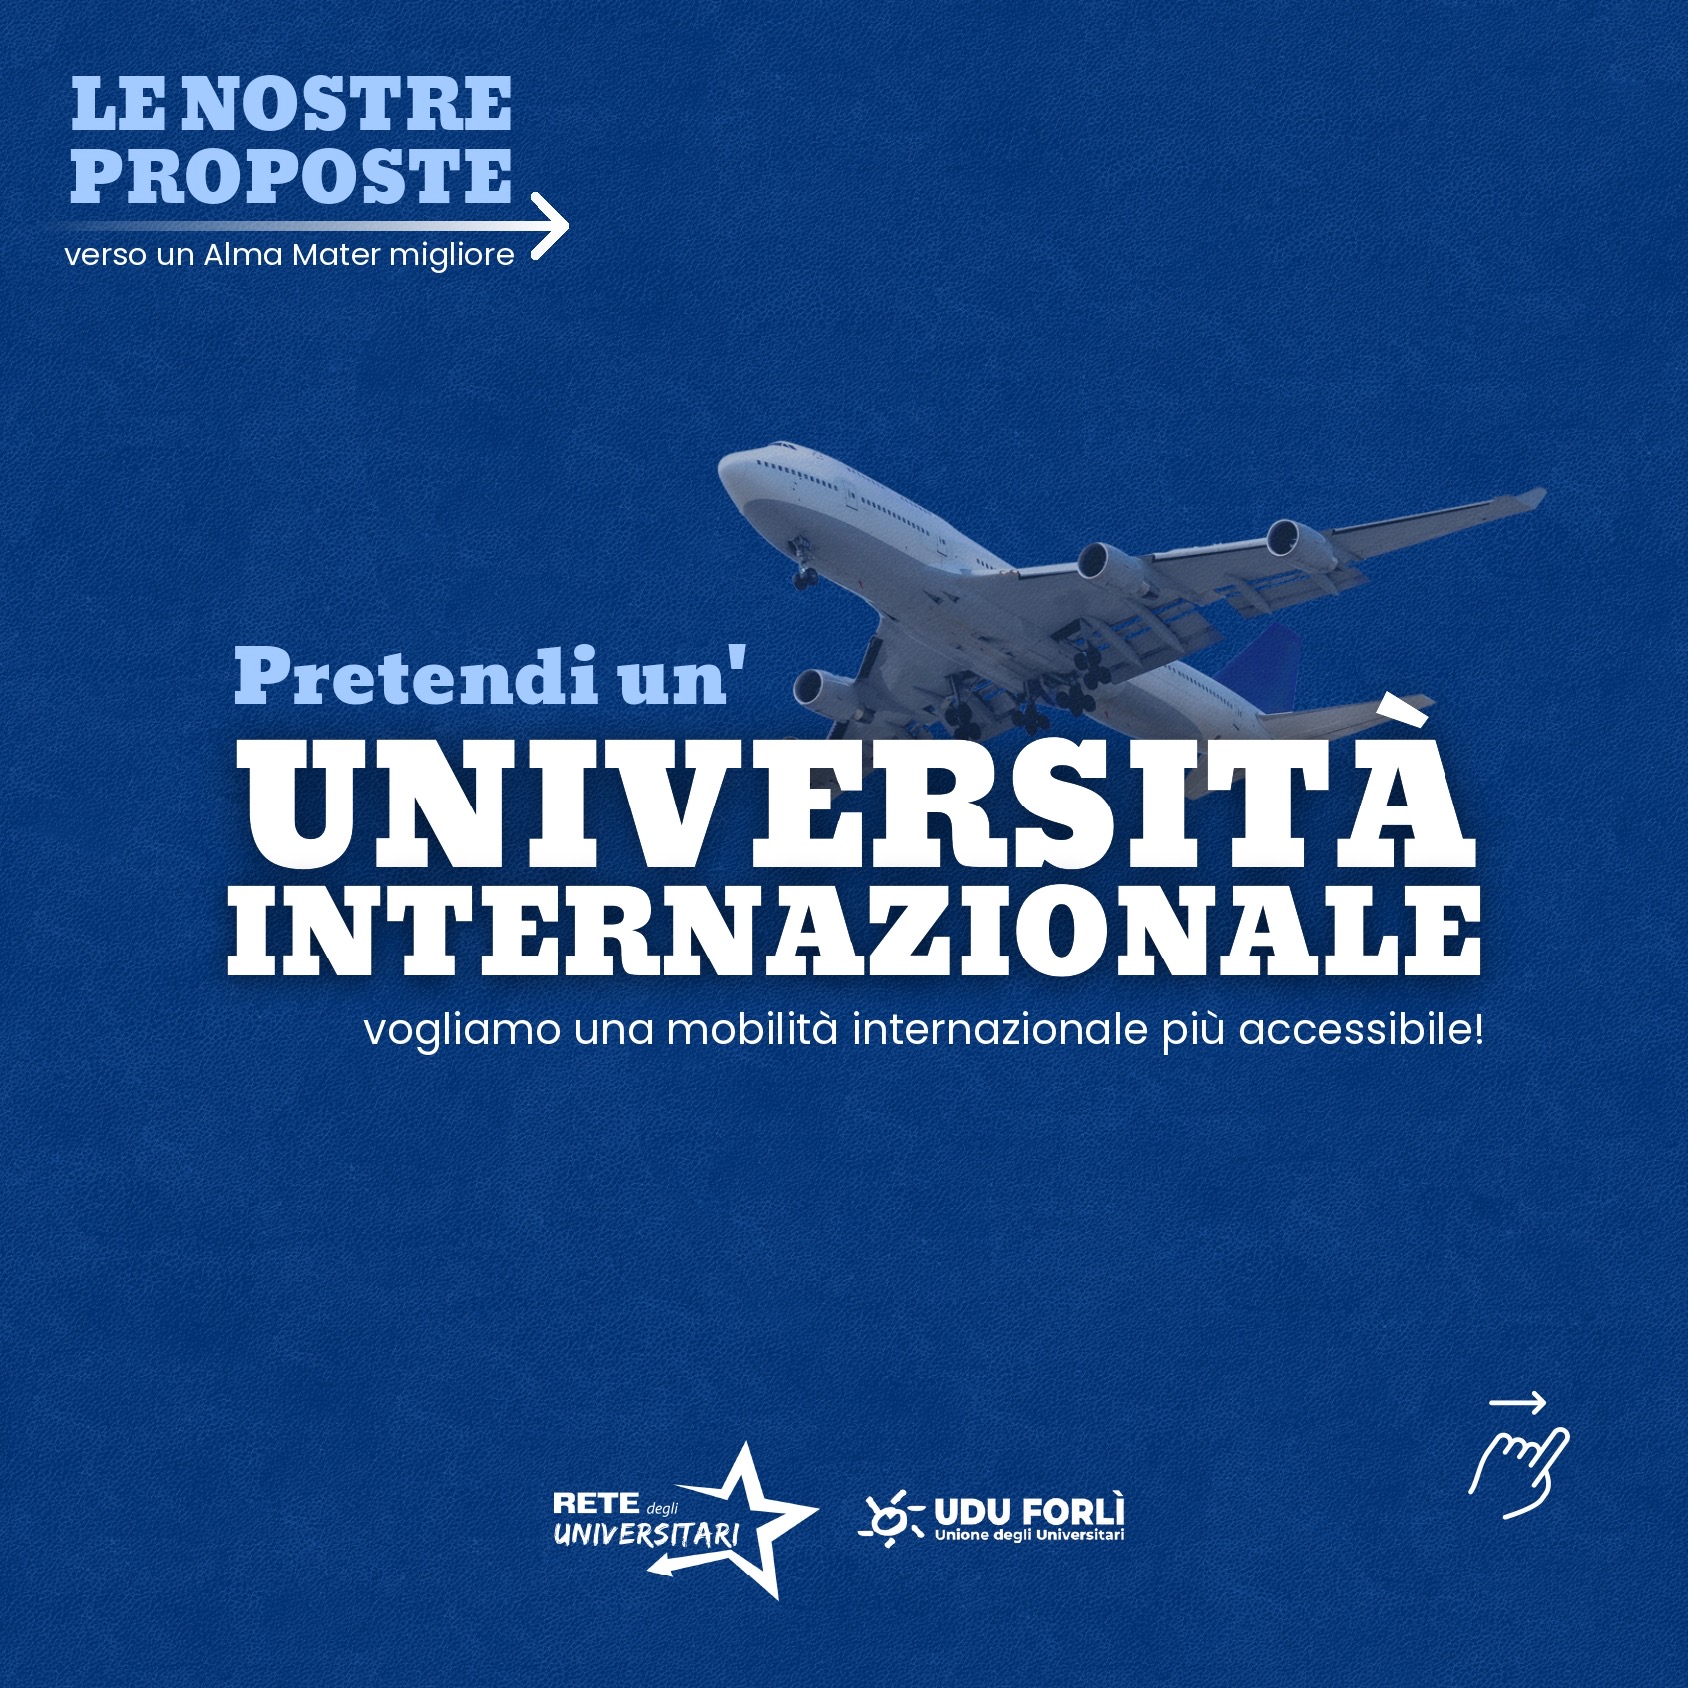 LE NOSTRE
PROPOSTE
verso un Alma Mater migliore
Pretendi un'
UNIVERSITÀ
INTERNAZIONALE
vogliamo una mobilità internazionale più accessibile!
RETE degli
UNIVERSITARI
UDU FORLÌ
Unione degli Universitari